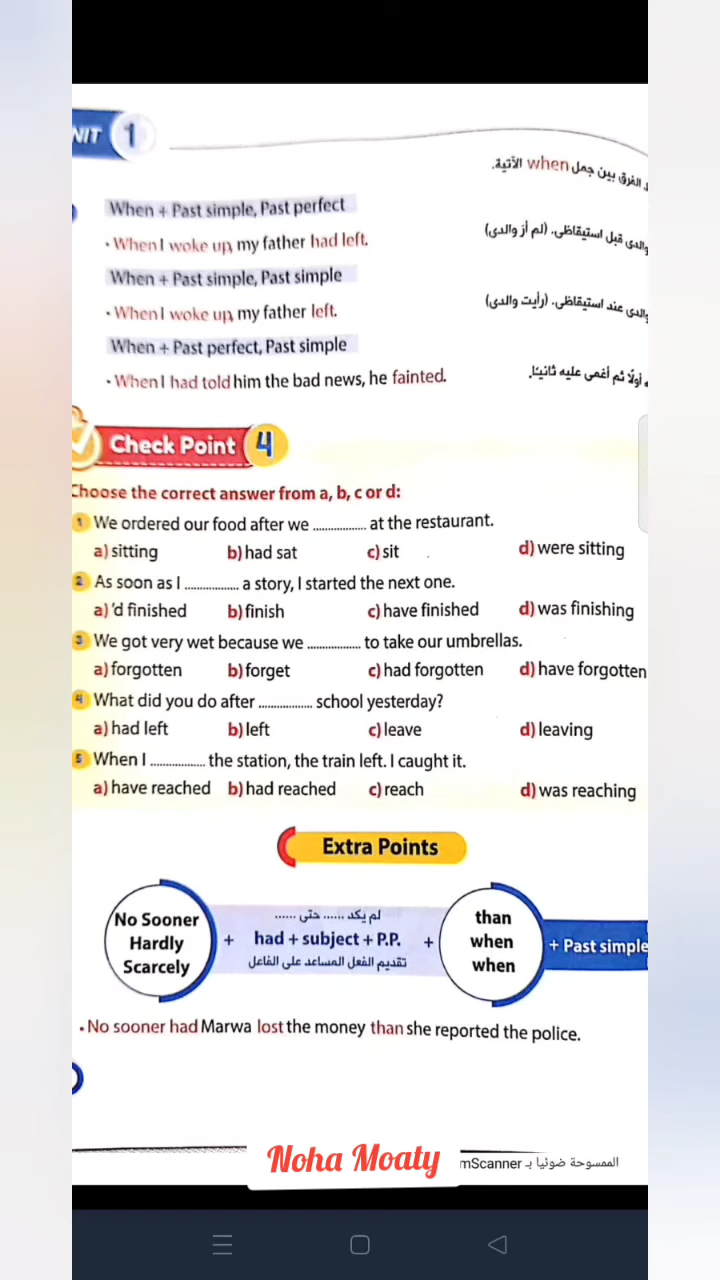 NIT 1
الفرق بين جمل when الآتية.
When + Past simple, Past perfect
• When I woke up, my father had left.
والدى قبل استيقاظى. (لم أرَ والدى)
When + Past simple, Past simple
• When I woke up, my father left.
والدى عند استيقاظى. (رأيت والدى)
When + Past perfect, Past simple
• When I had told him the bad news, he fainted.
أولًا ثم أغمى عليه ثانيًا.
Check Point 4
Choose the correct answer from a, b, c or d:
1 We ordered our food after we ................. at the restaurant.
a) sitting b) had sat c) sit d) were sitting
2 As soon as I ................. a story, I started the next one.
a) 'd finished b) finish c) have finished d) was finishing
3 We got very wet because we ................. to take our umbrellas.
a) forgotten b) forget c) had forgotten d) have forgotten
4 What did you do after ................. school yesterday?
a) had left b) left c) leave d) leaving
5 When I ................. the station, the train left. I caught it.
a) have reached b) had reached c) reach d) was reaching
Extra Points
No Sooner
Hardly
Scarcely
+
لم يكد ...... حتى ......
had + subject + P.P.
تقديم الفعل المساعد على الفاعل
+
than
when
when
+ Past simple
• No sooner had Marwa lost the money than she reported the police.
Noha Moaty
الممسوحة ضوئيا بـ mScanner